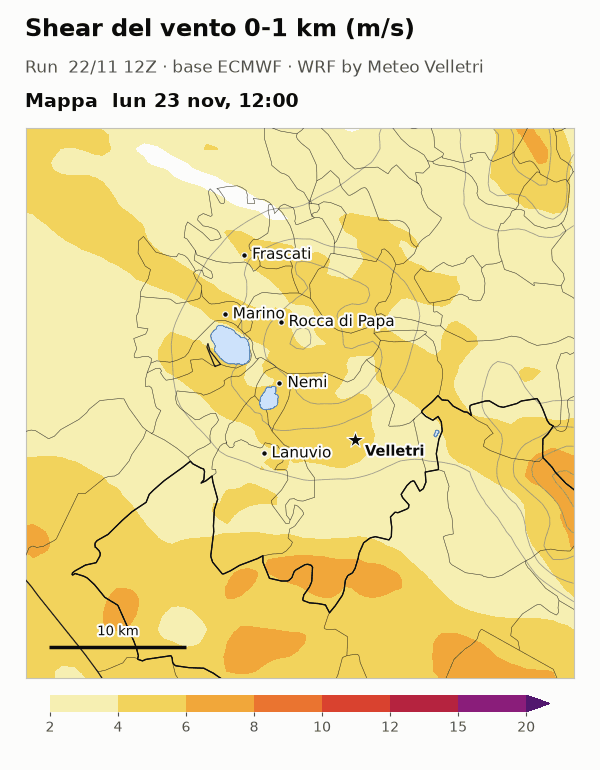 Shear del vento 0-1 km (m/s)
Run  22/11 12Z · base ECMWF · WRF by Meteo Velletri
Mappa  lun 23 nov, 12:00
Frascati
Marino
Rocca di Papa
Nemi
Velletri
Lanuvio
10 km
2 4 6 8 10 12 15 20